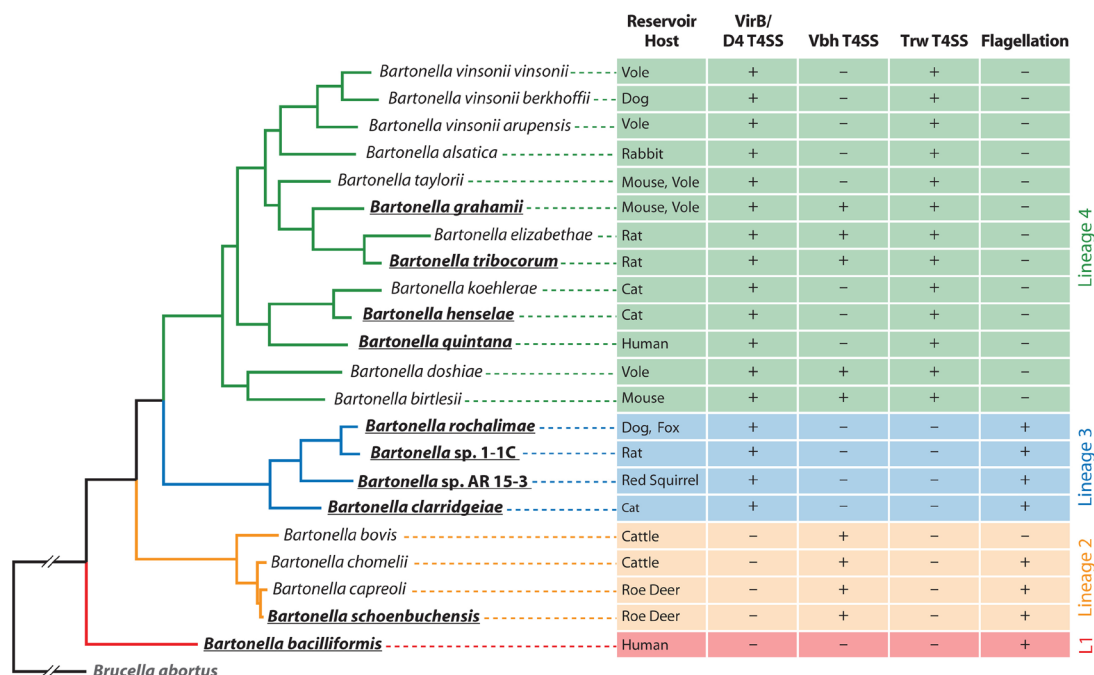 Reservoir Host VirB/ D4 T4SS Vbh T4SS Trw T4SS Flagellation
Bartonella vinsonii vinsonii Vole + – + –
Bartonella vinsonii berkhoffii Dog + – + –
Bartonella vinsonii arupensis Vole + – + –
Bartonella alsatica Rabbit + – + –
Bartonella taylorii Mouse, Vole + – + –
Bartonella grahamii Mouse, Vole + + + –
Bartonella elizabethae Rat + + + –
Bartonella tribocorum Rat + + + –
Bartonella koehlerae Cat + – + –
Bartonella henselae Cat + – + –
Bartonella quintana Human + – + –
Bartonella doshiae Vole + + + –
Bartonella birtlesii Mouse + + + –
Lineage 4
Bartonella rochalimae Dog, Fox + – – +
Bartonella sp. 1-1C Rat + – – +
Bartonella sp. AR 15-3 Red Squirrel + – – +
Bartonella clarridgeiae Cat + – – +
Lineage 3
Bartonella bovis Cattle – + – –
Bartonella chomelii Cattle – + – +
Bartonella capreoli Roe Deer – + – +
Bartonella schoenbuchensis Roe Deer – + – +
Lineage 2
Bartonella bacilliformis Human – – – +
L1
Brucella abortus